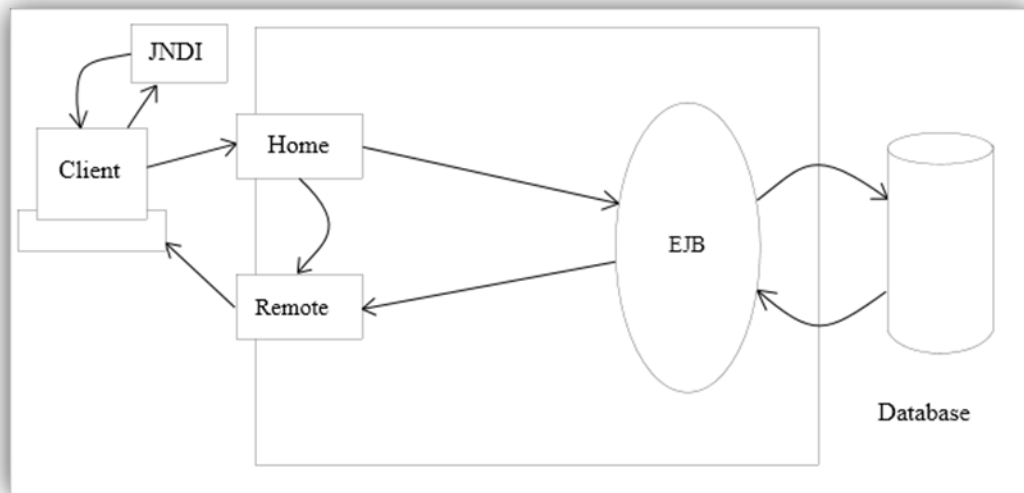 JNDI
Client
Home
EJB
Remote
Database